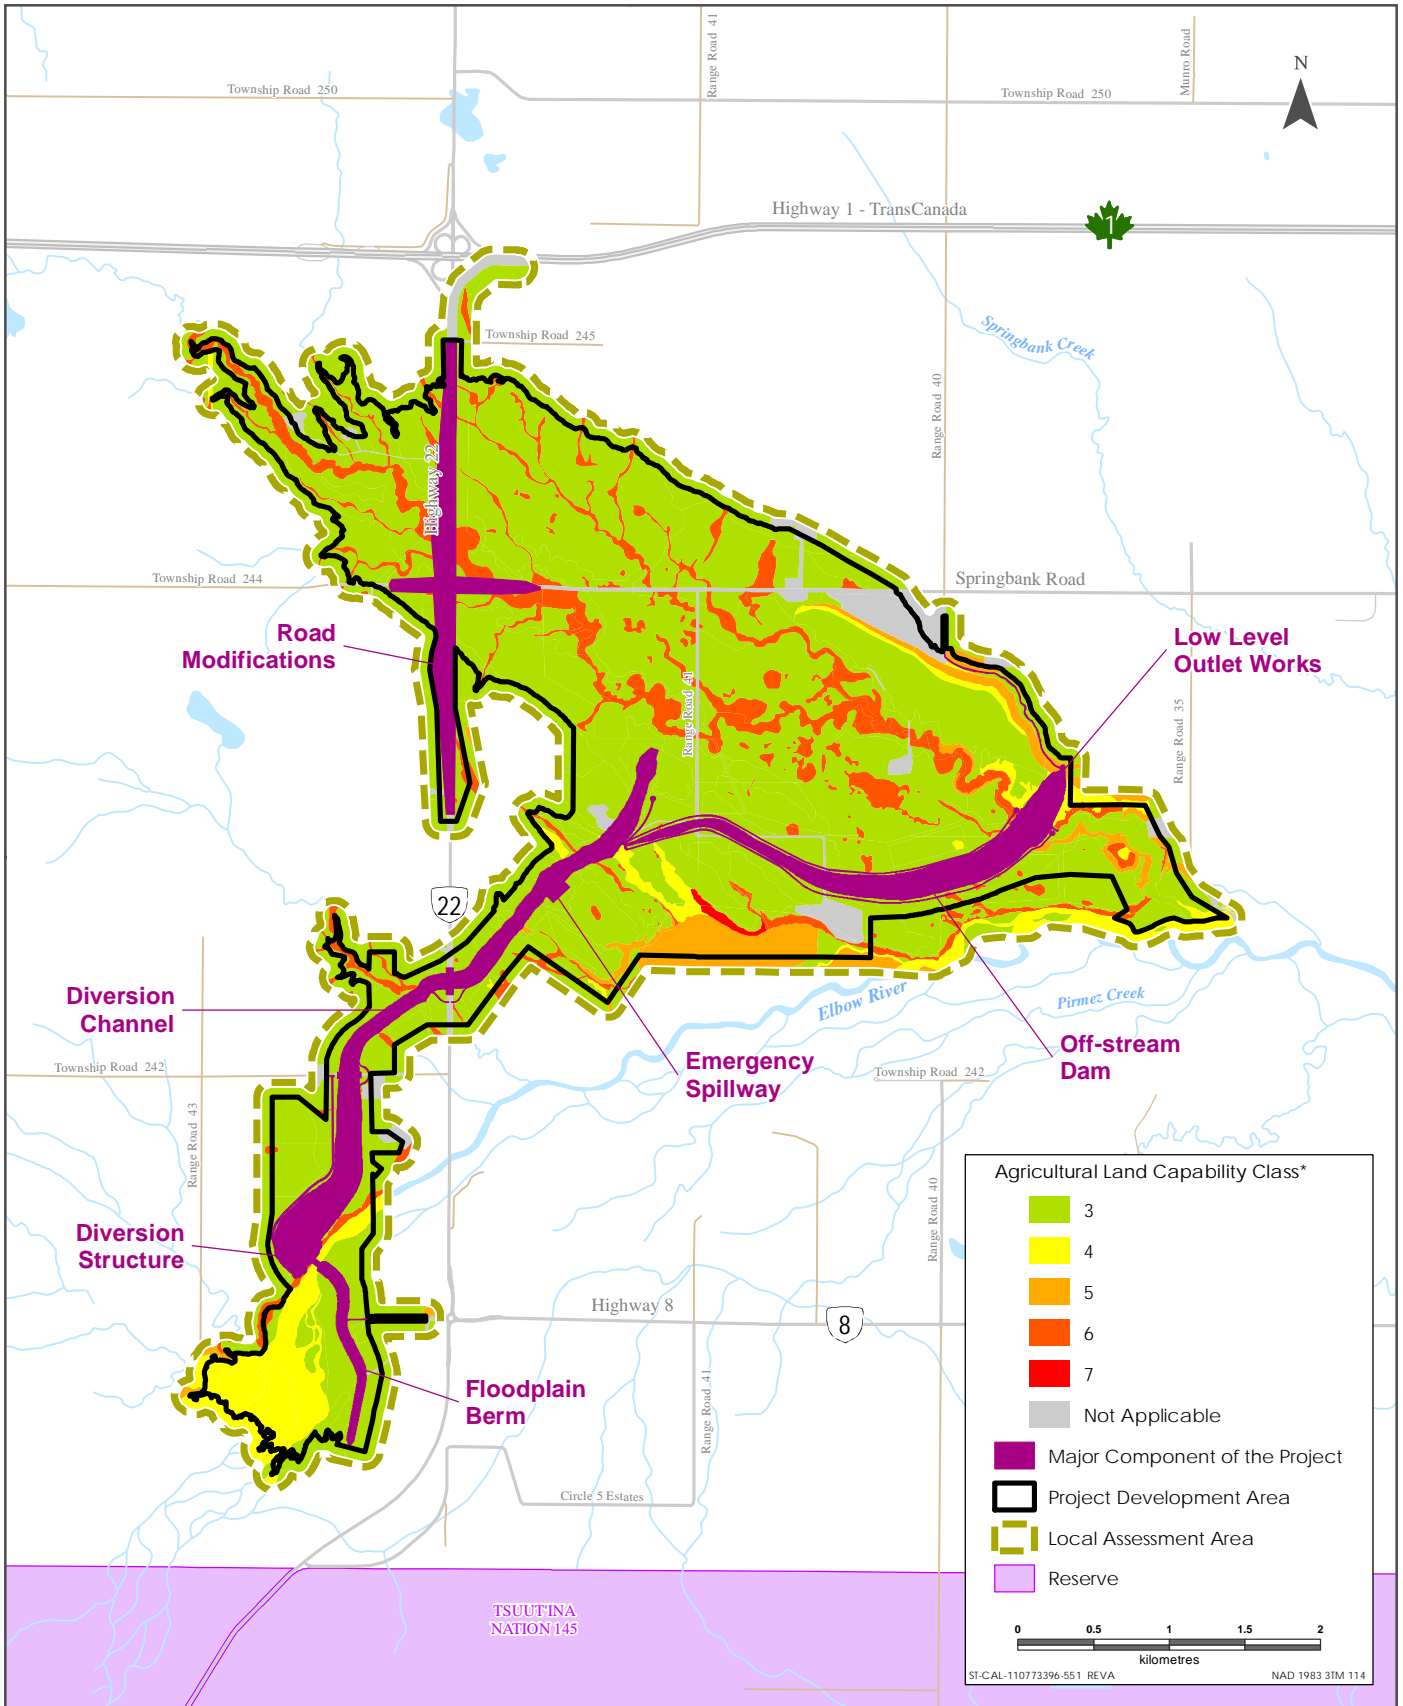 Range Road 41
Munro Road
N
Township Road 250
Township Road 250
Highway 1 - TransCanada
1
Township Road 245
Springbank Creek
Range Road 40
Highway 22
Township Road 244
Springbank Road
Road
Modifications
Low Level
Outlet Works
Range Road 41
Range Road 35
22
Diversion
Channel
Elbow River
Pirmez Creek
Off-stream
Dam
Emergency
Spillway
Township Road 242
Township Road 242
Range Road 43
Diversion
Structure
Range Road 40
Highway 8
8
Floodplain
Berm
Range Road 41
Circle 5 Estates
TSUUT'INA
NATION 145
Agricultural Land Capability Class*
3
4
5
6
7
Not Applicable
Major Component of the Project
Project Development Area
Local Assessment Area
Reserve
0 0.5 1 1.5 2
kilometres
ST-CAL-110773396-551 REVA NAD 1983 3TM 114